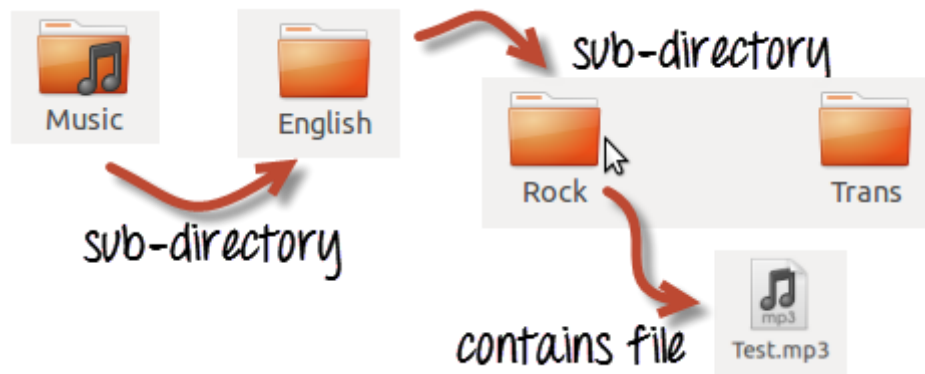 Music
English
sub-directory
sub-directory
Rock
Trans
contains file
mp3
Test.mp3